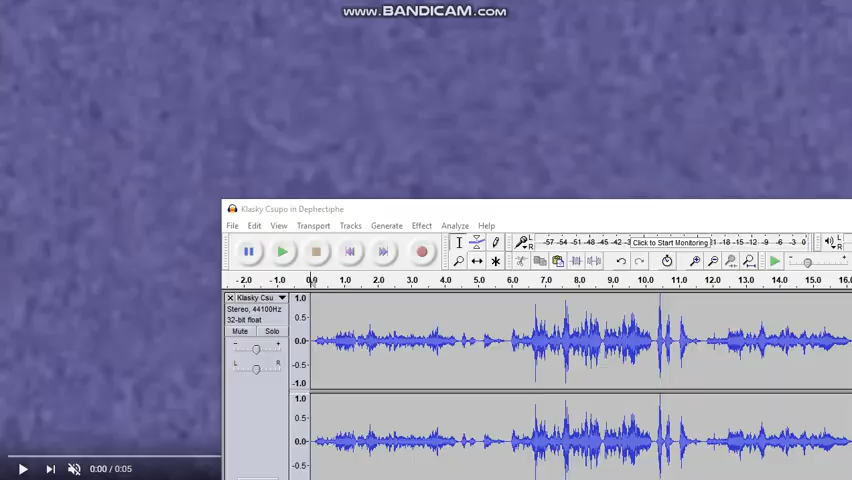 www.BANDICAM.com
Klasky Csupo in Dephectiphe
File Edit View Transport Tracks Generate Effect Analyze Help
L R -57 -54 -51 -48 -45 -42 -3 Click to Start Monitoring -21 -18 -15 -12 -9 -6 -3 0 L R
- 2.0 - 1.0 0.0 1.0 2.0 3.0 4.0 5.0 6.0 7.0 8.0 9.0 10.0 11.0 12.0 13.0 14.0 15.0 16.0
Klasky Csu
Stereo, 44100Hz
32-bit float
Mute Solo
- +
L R
1.0
0.5
0.0
-0.5
-1.0
1.0
0.5
0.0
-0.5
0:00 / 0:05